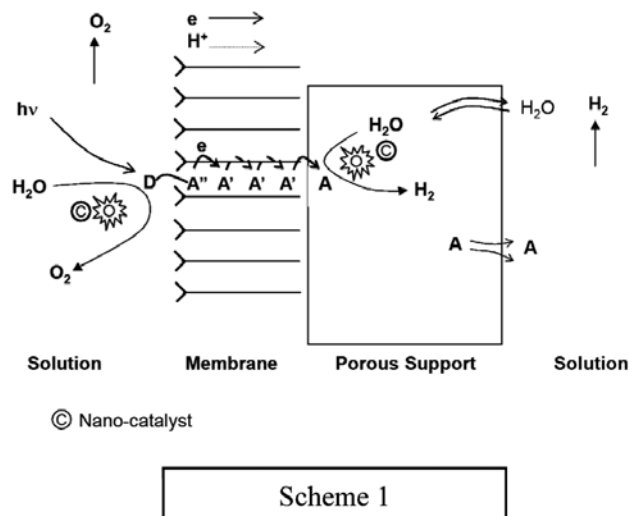 O2
e
H+
hν
e
H2O
H2O
H2
H2O
D
A" A' A' A' A
©
H2
©
A
A
O2
Solution
Membrane
Porous Support
Solution
© Nano-catalyst
Scheme 1